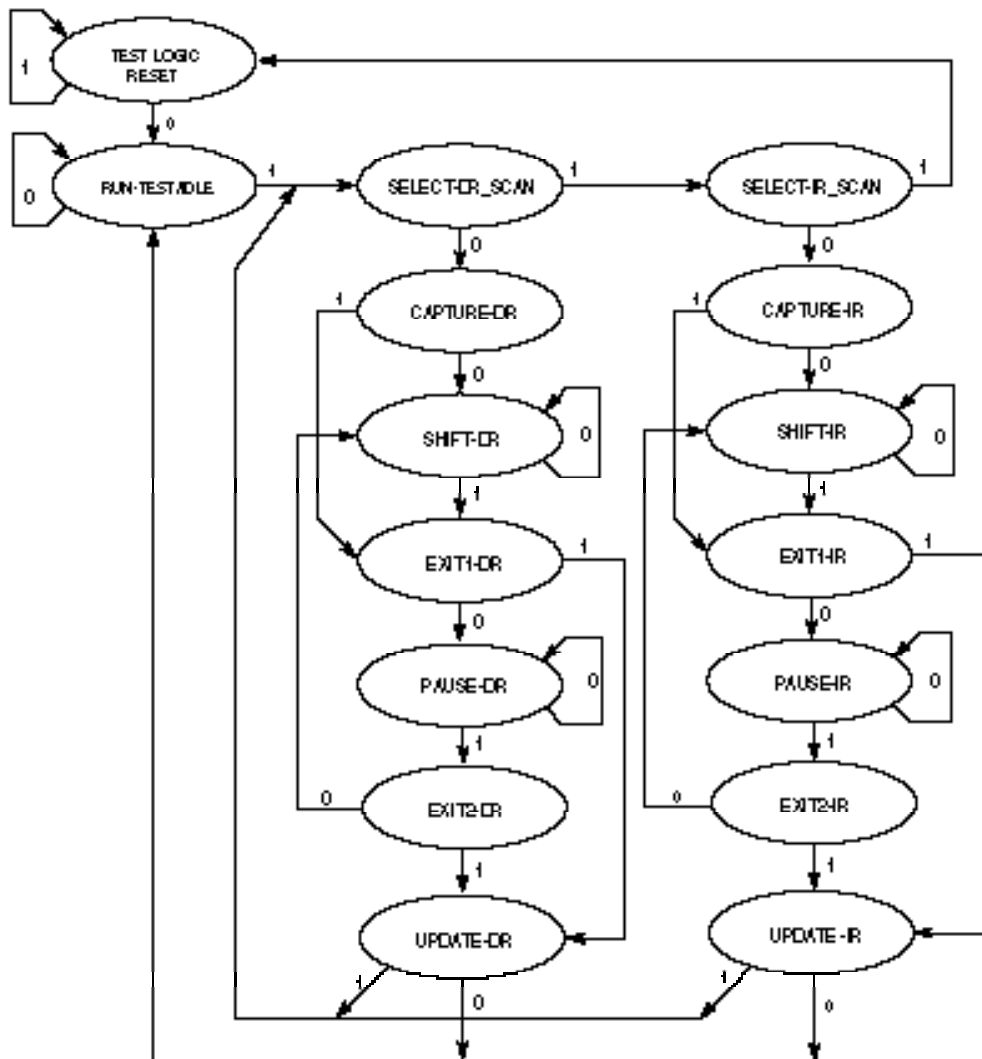 TEST LOGIC
RESET
1
0
RUN-TEST/IDLE
0
1
SELECT-DR_SCAN
1
SELECT-IR_SCAN
1
0
0
1
CAPTURE-DR
1
CAPTURE-IR
0
0
SHIFT-DR
0
SHIFT-IR
0
1
1
EXIT1-DR
1
EXIT1-IR
1
0
0
PAUSE-DR
0
PAUSE-IR
0
1
1
0
EXIT2-DR
0
EXIT2-IR
1
1
UPDATE-DR
UPDATE-IR
1
0
1
0